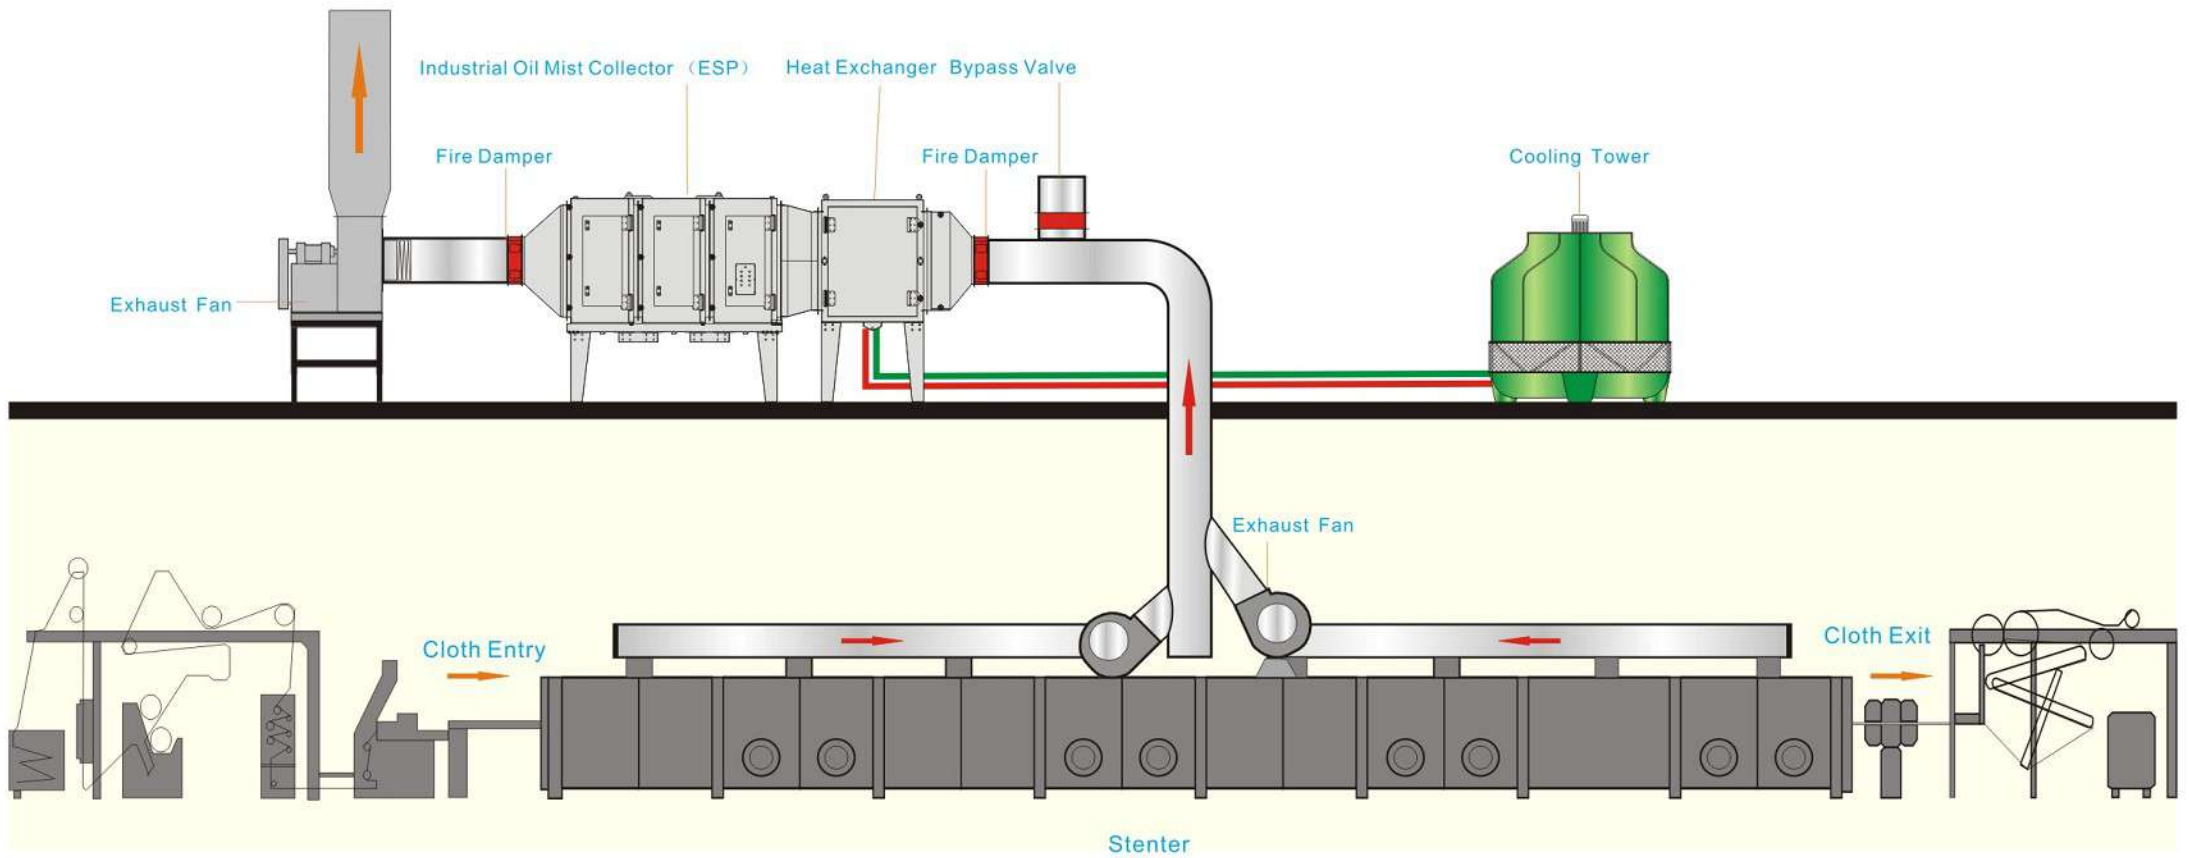 Industrial Oil Mist Collector （ESP）
Heat Exchanger
Bypass Valve
Fire Damper
Fire Damper
Cooling Tower
Exhaust Fan
Exhaust Fan
Cloth Entry
Cloth Exit
Stenter